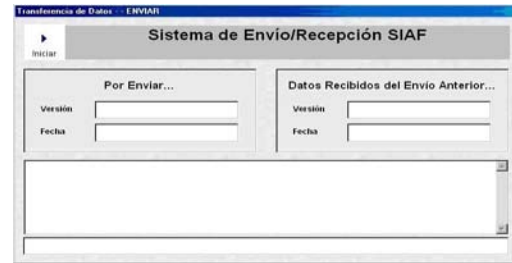 Transferencia de Datos - - ENVIAR
Sistema de Envío/Recepción SIAF
Iniciar
Por Enviar...
Versión
Fecha
Datos Recibidos del Envío Anterior...
Versión
Fecha